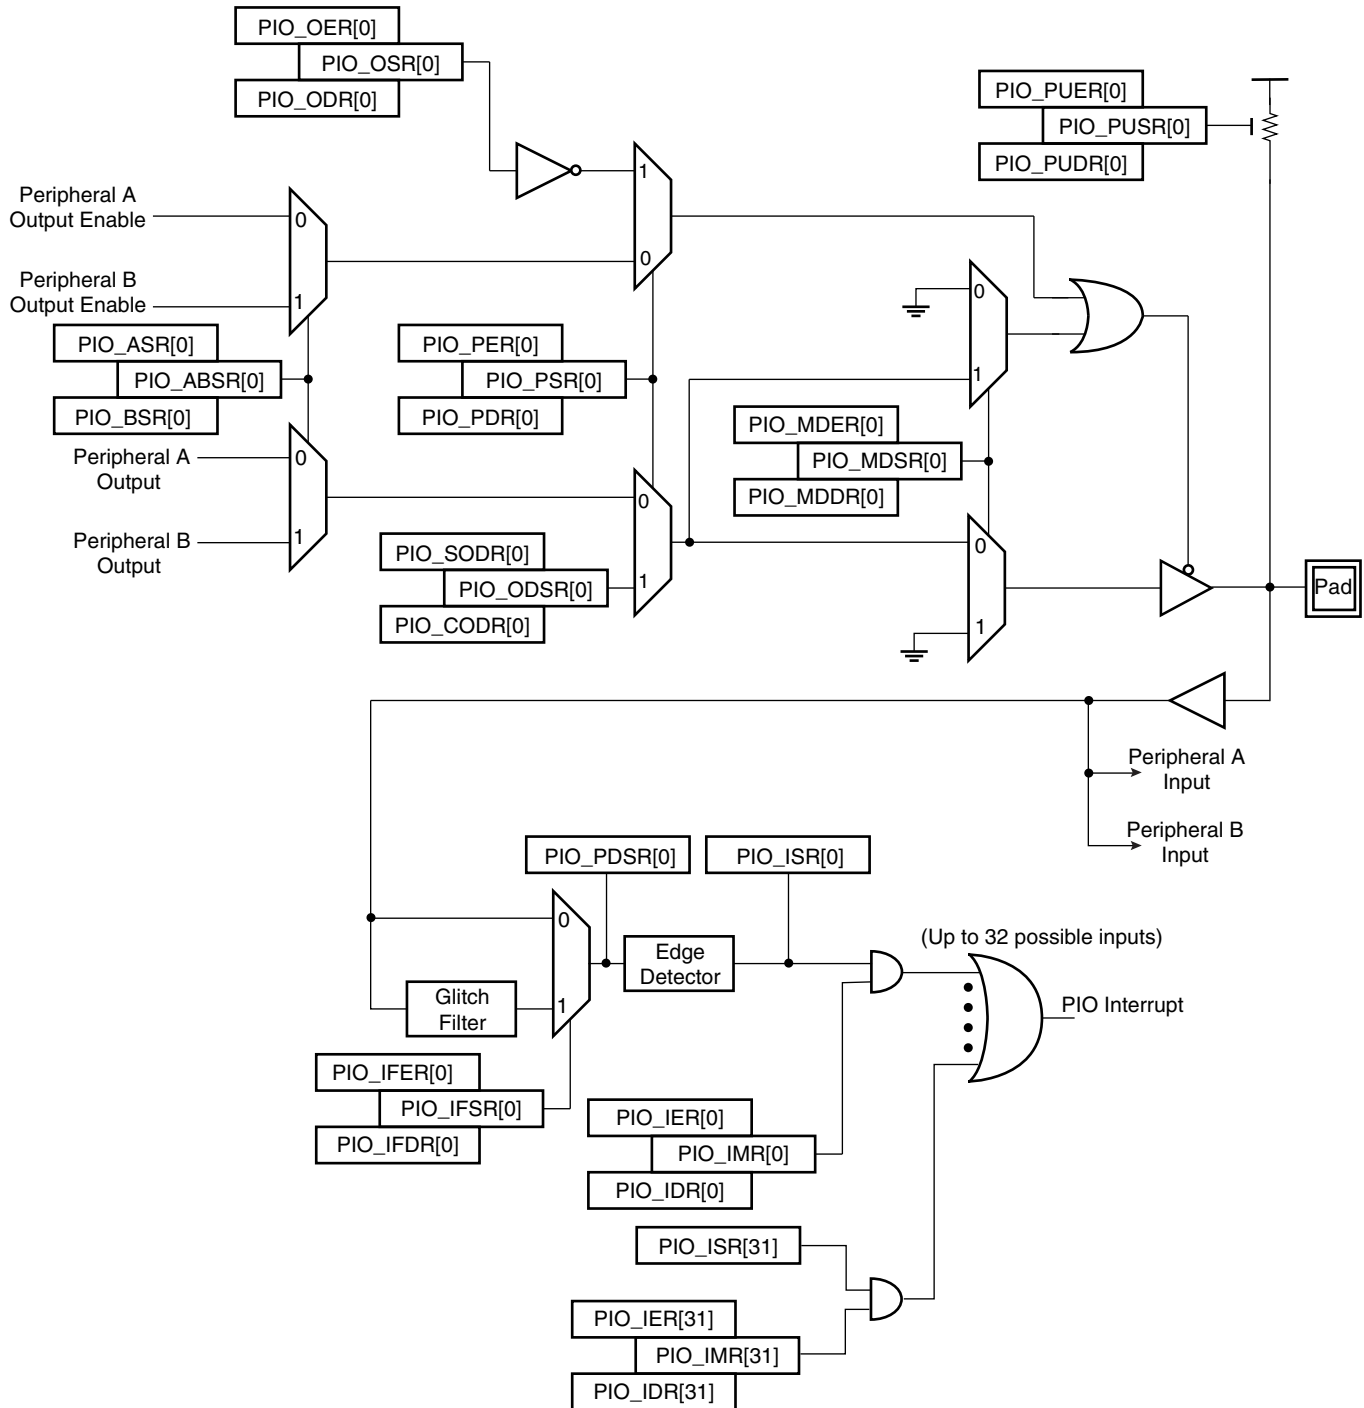 PIO_OER[0]
PIO_OSR[0]
PIO_ODR[0]
PIO_PUER[0]
PIO_PUSR[0]
PIO_PUDR[0]
1
0
Peripheral A
Output Enable
0
Peripheral B
Output Enable
1
PIO_ASR[0]
PIO_ABSR[0]
PIO_BSR[0]
PIO_PER[0]
PIO_PSR[0]
PIO_PDR[0]
0
1
PIO_MDER[0]
PIO_MDSR[0]
PIO_MDDR[0]
Peripheral A
Output
0
Peripheral B
Output
1
0
1
PIO_SODR[0]
PIO_ODSR[0]
PIO_CODR[0]
0
1
Pad
Peripheral A
Input
Peripheral B
Input
PIO_PDSR[0]
PIO_ISR[0]
0
1
Glitch
Filter
Edge
Detector
(Up to 32 possible inputs)
PIO Interrupt
PIO_IFER[0]
PIO_IFSR[0]
PIO_IFDR[0]
PIO_IER[0]
PIO_IMR[0]
PIO_IDR[0]
PIO_ISR[31]
PIO_IER[31]
PIO_IMR[31]
PIO_IDR[31]